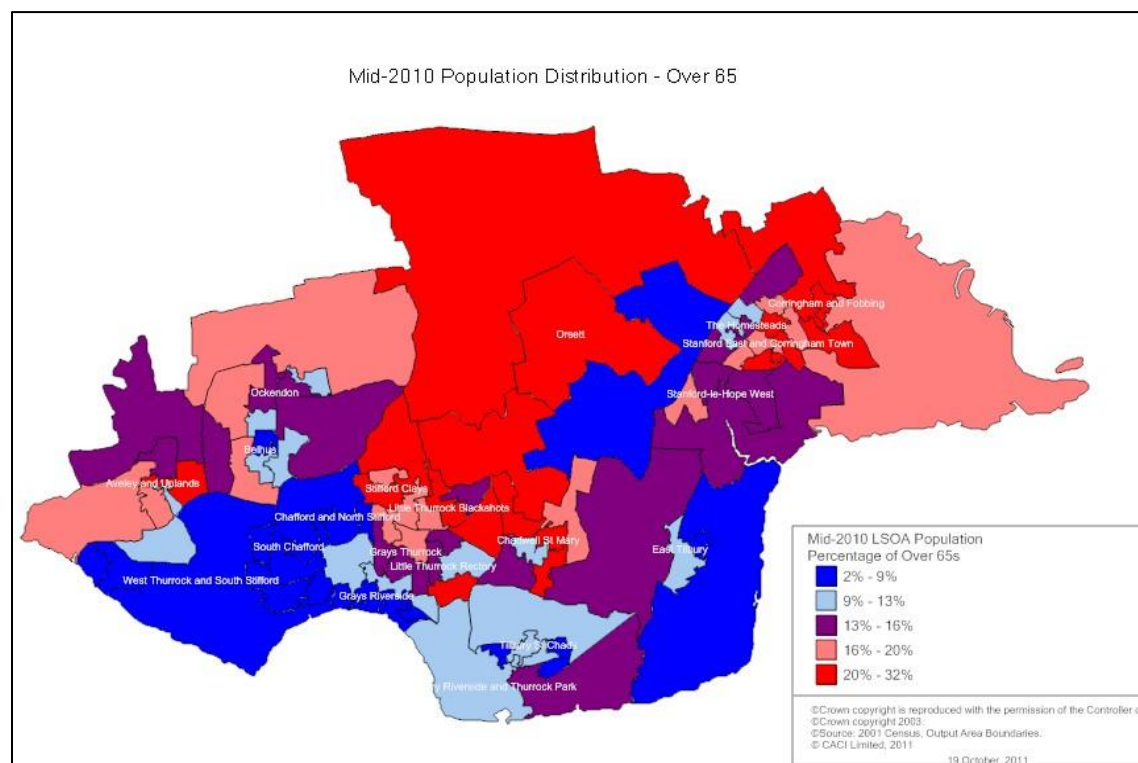 Mid-2010 Population Distribution - Over 65
Orsett
Corringham and Fobbing
The Homesteads
Stanford East and Corringham Town
Ockendon
Stanford-le-Hope West
Belhus
Aveley and Uplands
Stifford Clays
Little Thurrock Blackshots
Chafford and North Stifford
Chadwell St Mary
South Chafford
Grays Thurrock
East Tilbury
Little Thurrock Rectory
West Thurrock and South Stifford
Grays Riverside
Tilbury St Chads
y Riverside and Thurrock Park
Mid-2010 LSOA Population
Percentage of Over 65s
2% - 9%
9% - 13%
13% - 16%
16% - 20%
20% - 32%
©Crown copyright is reproduced with the permission of the Controller o
©Crown copyright 2003.
©Source: 2001 Census, Output Area Boundaries.
© CACI Limited, 2011
19 October, 2011